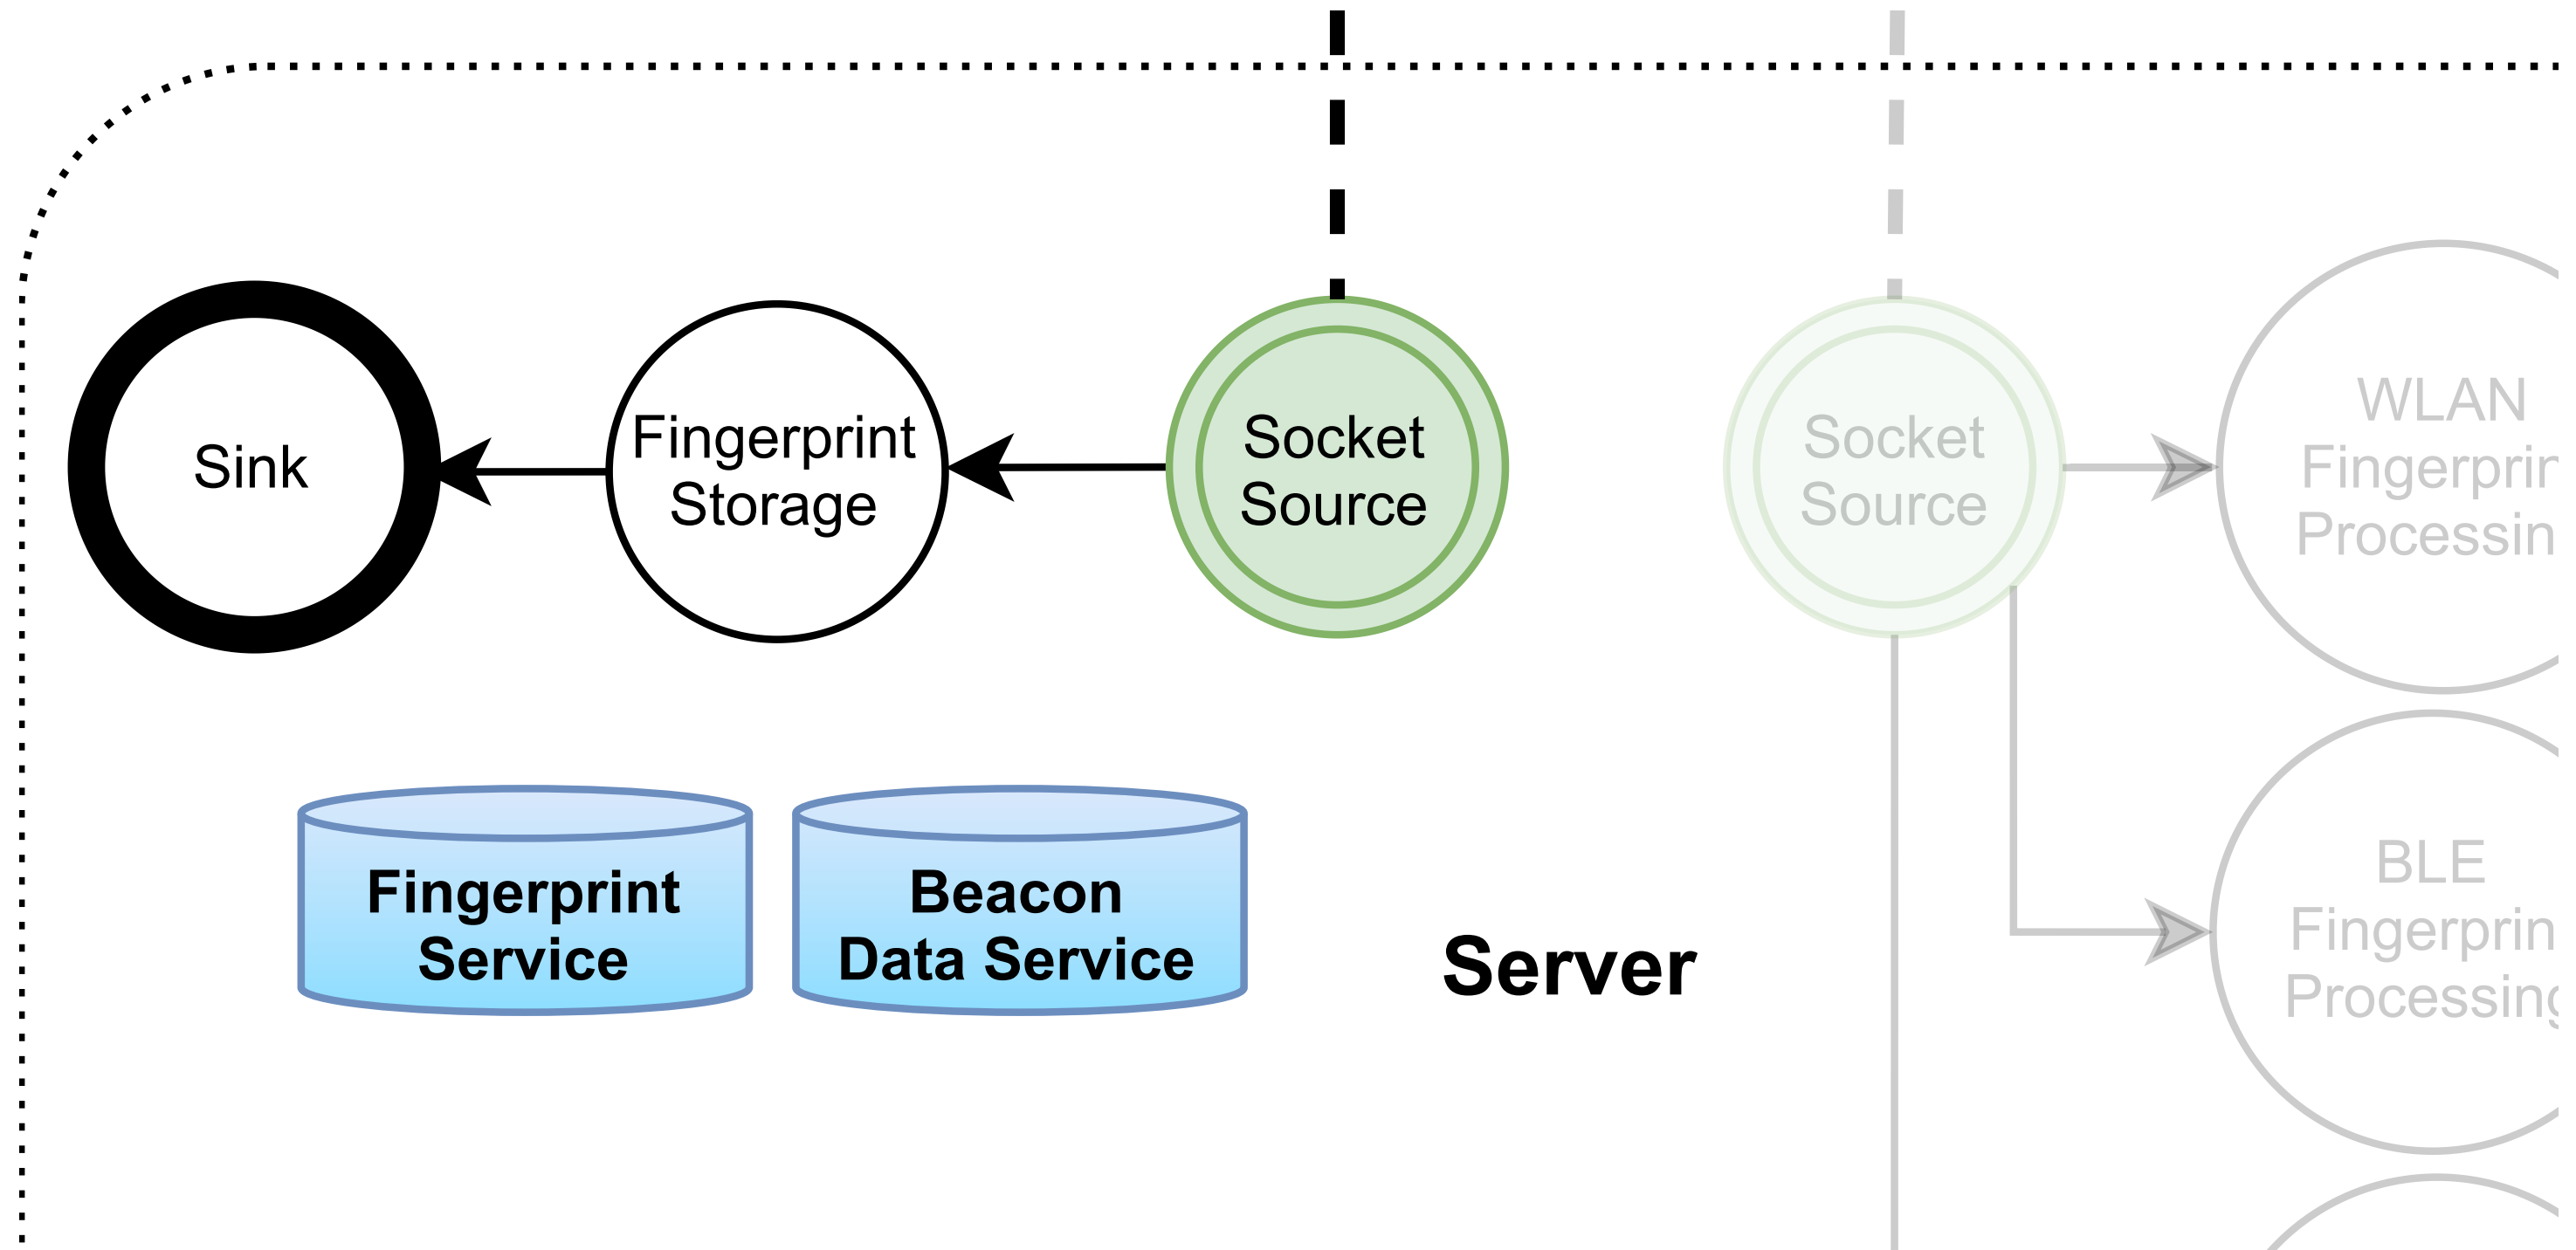 Sink
Fingerprint
Storage
Socket
Source
Socket
Source
WLAN
Fingerprin
Processin
Fingerprint
Service
Beacon
Data Service
Server
BLE
Fingerprin
Processing